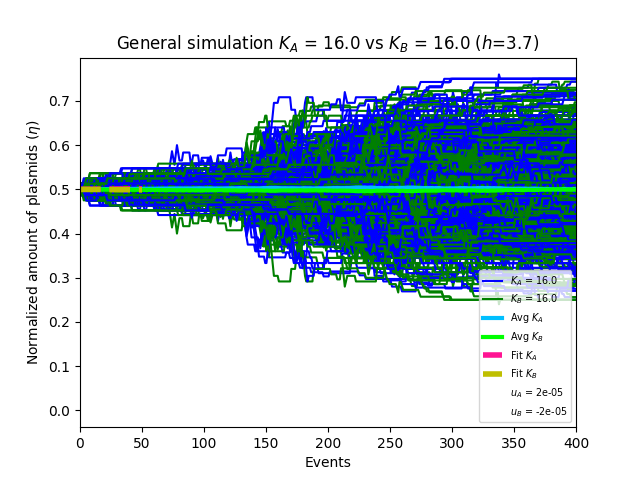 General simulation K_A = 16.0 vs K_B = 16.0 (h=3.7)
Normalized amount of plasmids (η)
0.7
0.6
0.5
0.4
0.3
0.2
0.1
0.0
K_A = 16.0
K_B = 16.0
Avg K_A
Avg K_B
Fit K_A
Fit K_B
u_A = 2e-05
u_B = -2e-05
0 50 100 150 200 250 300 350 400
Events